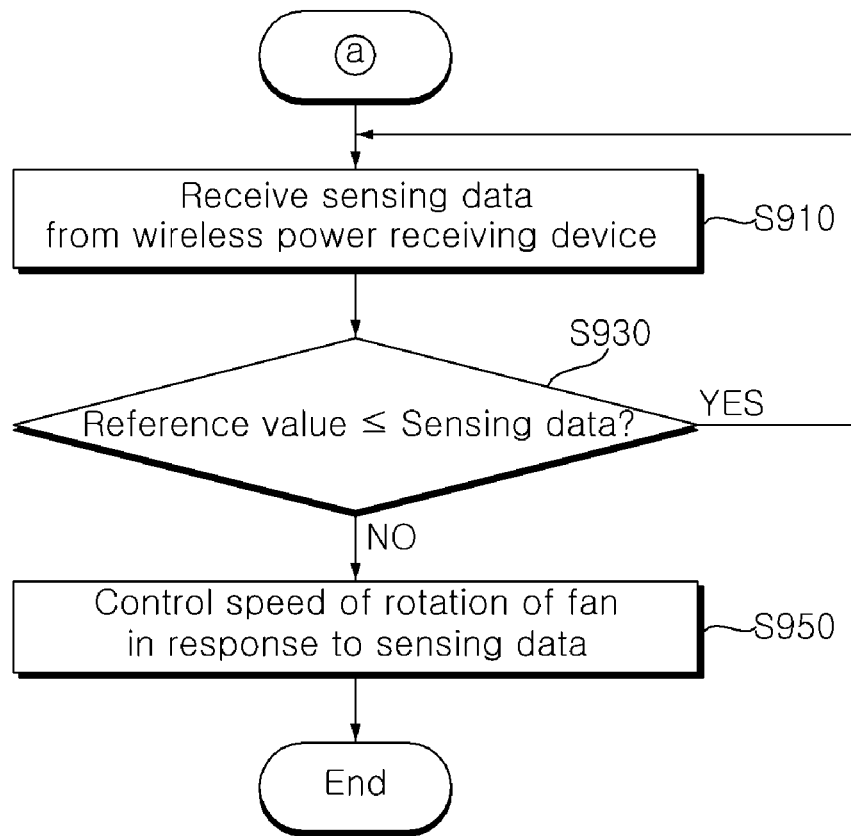 ⓐ
Receive sensing data
from wireless power receiving device
S910
S930
Reference value ≤ Sensing data?
YES
NO
Control speed of rotation of fan
in response to sensing data
S950
End